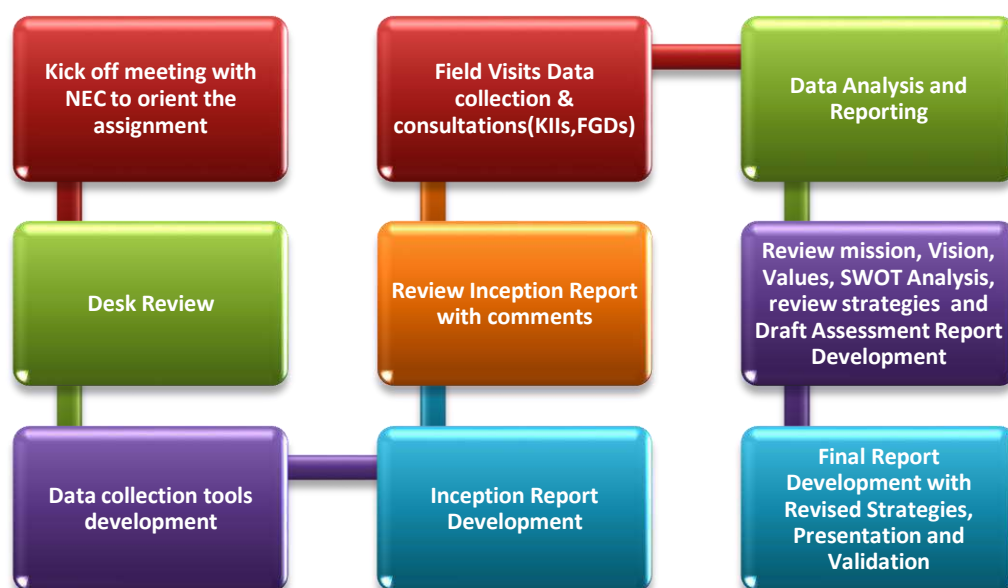 Kick off meeting with
NEC to orient the
assignment
Desk Review
Data collection tools
development
Inception Report
Development
Review Inception Report
with comments
Field Visits Data
collection &
consultations(KIIs,FGDs)
Data Analysis and
Reporting
Review mission, Vision,
Values, SWOT Analysis,
review strategies  and
Draft Assessment Report
Development
Final Report
Development with
Revised Strategies,
Presentation and
Validation